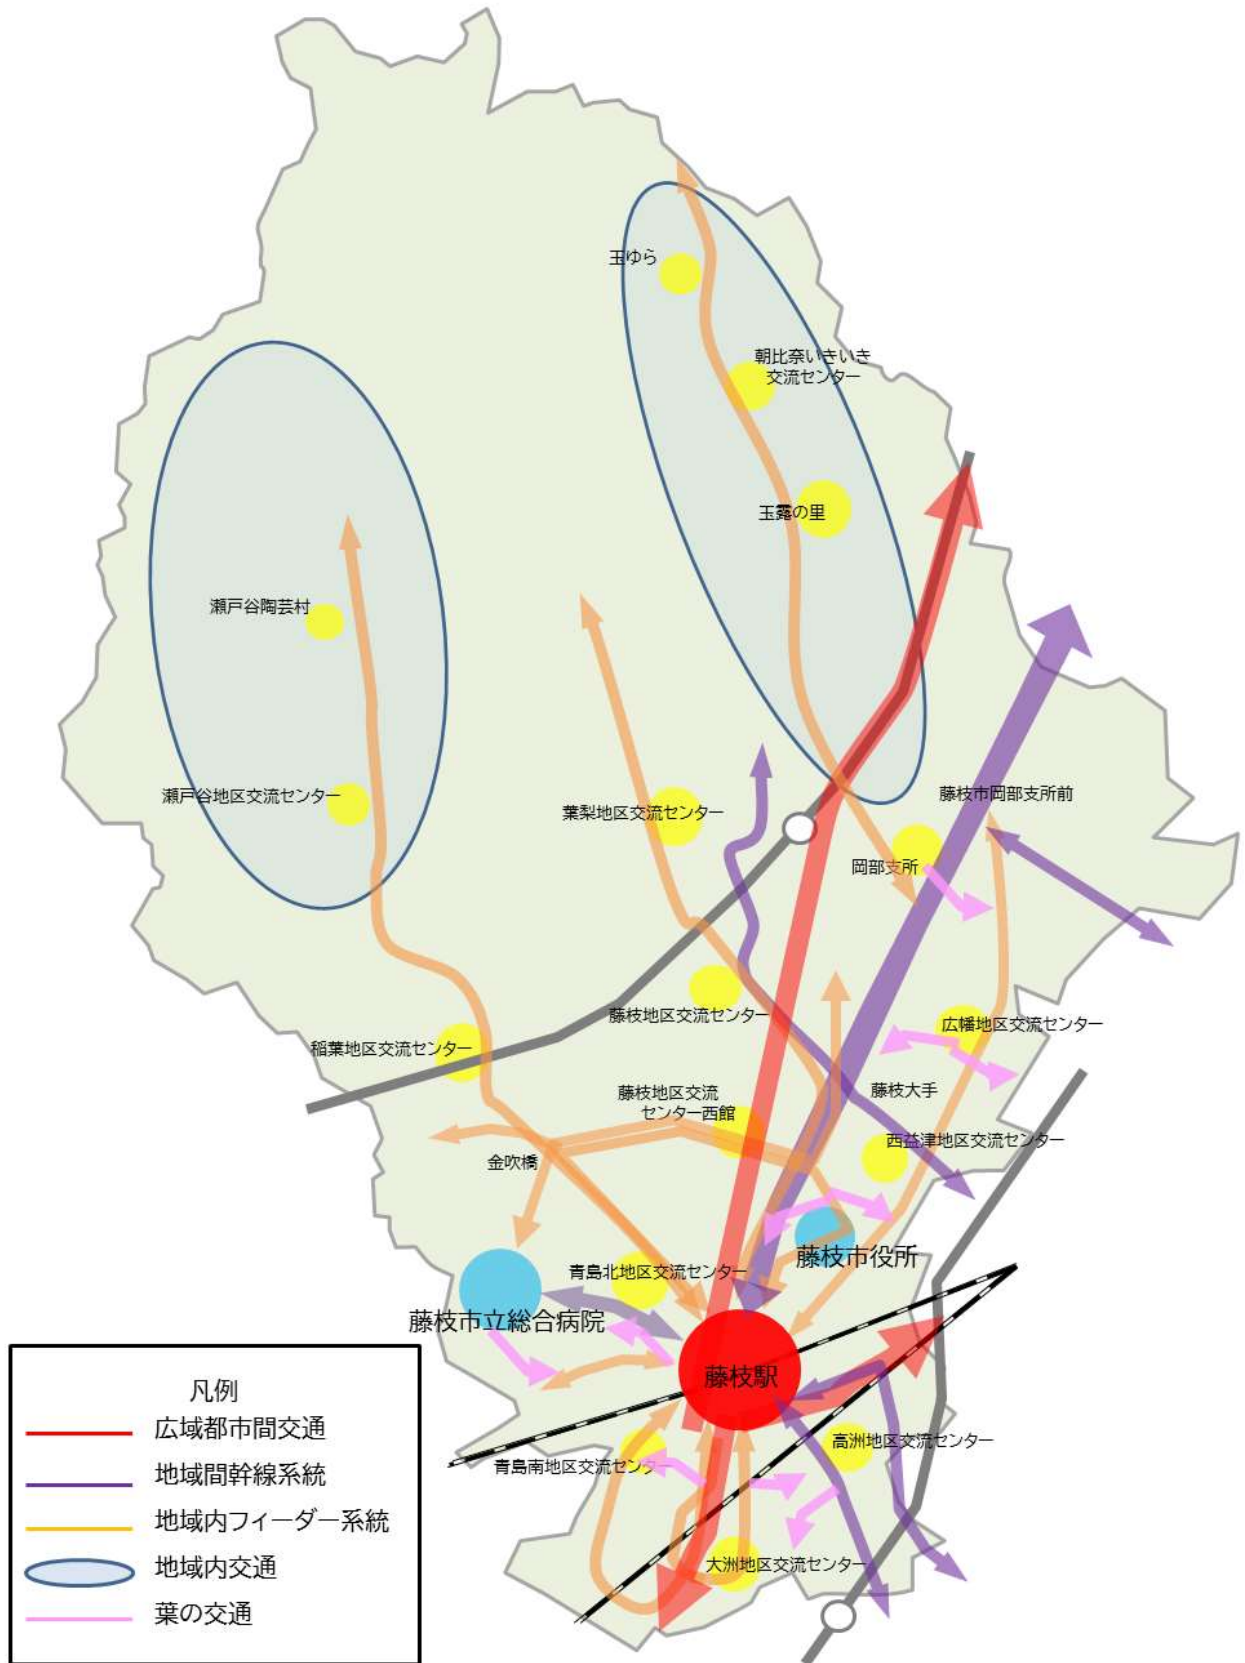 玉ゆら
朝比奈いきいき
交流センター
玉露の里
瀬戸谷陶芸村
瀬戸谷地区交流センター
葉梨地区交流センター
藤枝市岡部支所前
岡部支所
藤枝地区交流センター
広幡地区交流センター
稲葉地区交流センター
藤枝地区交流
センター西館
藤枝大手
西益津地区交流センター
金吹橋
藤枝市役所
青島北地区交流センター
藤枝市立総合病院
藤枝駅
高洲地区交流センター
青島南地区交流センター
大洲地区交流センター
凡例
広域都市間交通
地域間幹線系統
地域内フィーダー系統
地域内交通
葉の交通